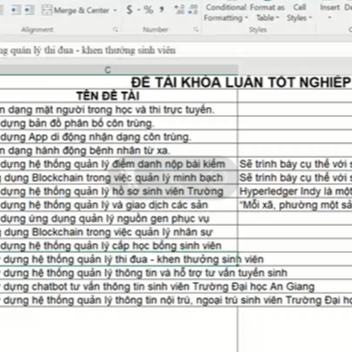 Merge & Center
$ - % ,
Conditional Format as Cell Insert
Formatting Table Styles
Alignment Number Styles
quản lý thi đua - khen thưởng sinh viên
C
ĐỀ TÀI KHÓA LUẬN TỐT NGHIỆP
TÊN ĐỀ TÀI
dạng mặt người trong học và thi trực tuyến.
dựng bản đồ phân bố côn trùng.
dựng App di động nhận dạng côn trùng.
dạng hành động bệnh nhân từ xa.
dựng hệ thống quản lý điểm danh nộp bài kiểm Sẽ trình bày cụ thể với
dụng Blockchain trong việc quản lý minh bạch Sẽ trình bày cụ thể với
dựng hệ thống quản lý hồ sơ sinh viên Trường Hyperledger Indy là một
dựng hệ thống quản lý và giao dịch các sản "Mỗi xã, phường một
dựng ứng dụng quản lý nguồn gen phục vụ
dụng Blockchain trong việc quản lý nhân sự
dựng hệ thống quản lý cấp học bổng sinh viên
dựng hệ thống quản lý thi đua - khen thưởng sinh viên
dựng hệ thống quản lý thông tin và hỗ trợ tư vấn tuyển sinh
dựng chatbot tư vấn thông tin sinh viên Trường Đại học An Giang
dựng hệ thống quản lý thông tin nội trú, ngoại trú sinh viên Trường Đại